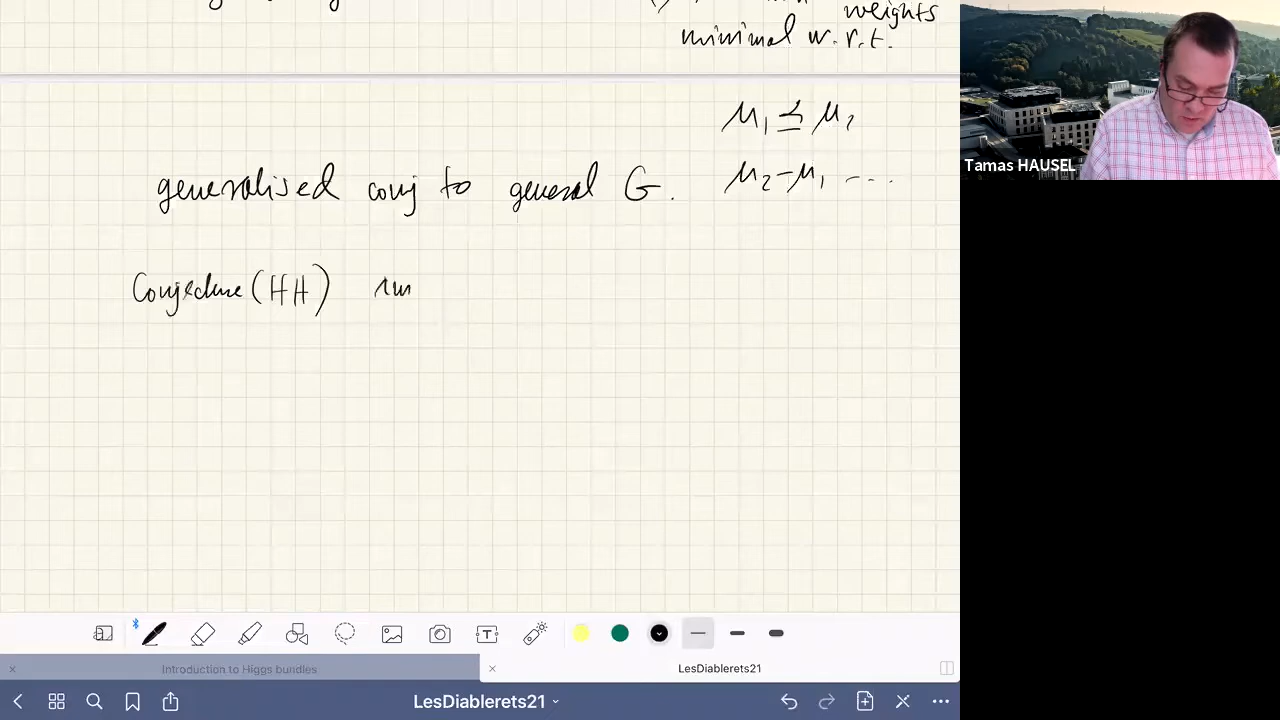 weights
minimal w.r.t.
μ₁ ≤ μ₂
generalised conj to general G.
μ₂-μ₁ ---
Conjecture (HH)
Tamas HAUSEL
Introduction to Higgs bundles
LesDiablerets21
LesDiablerets21